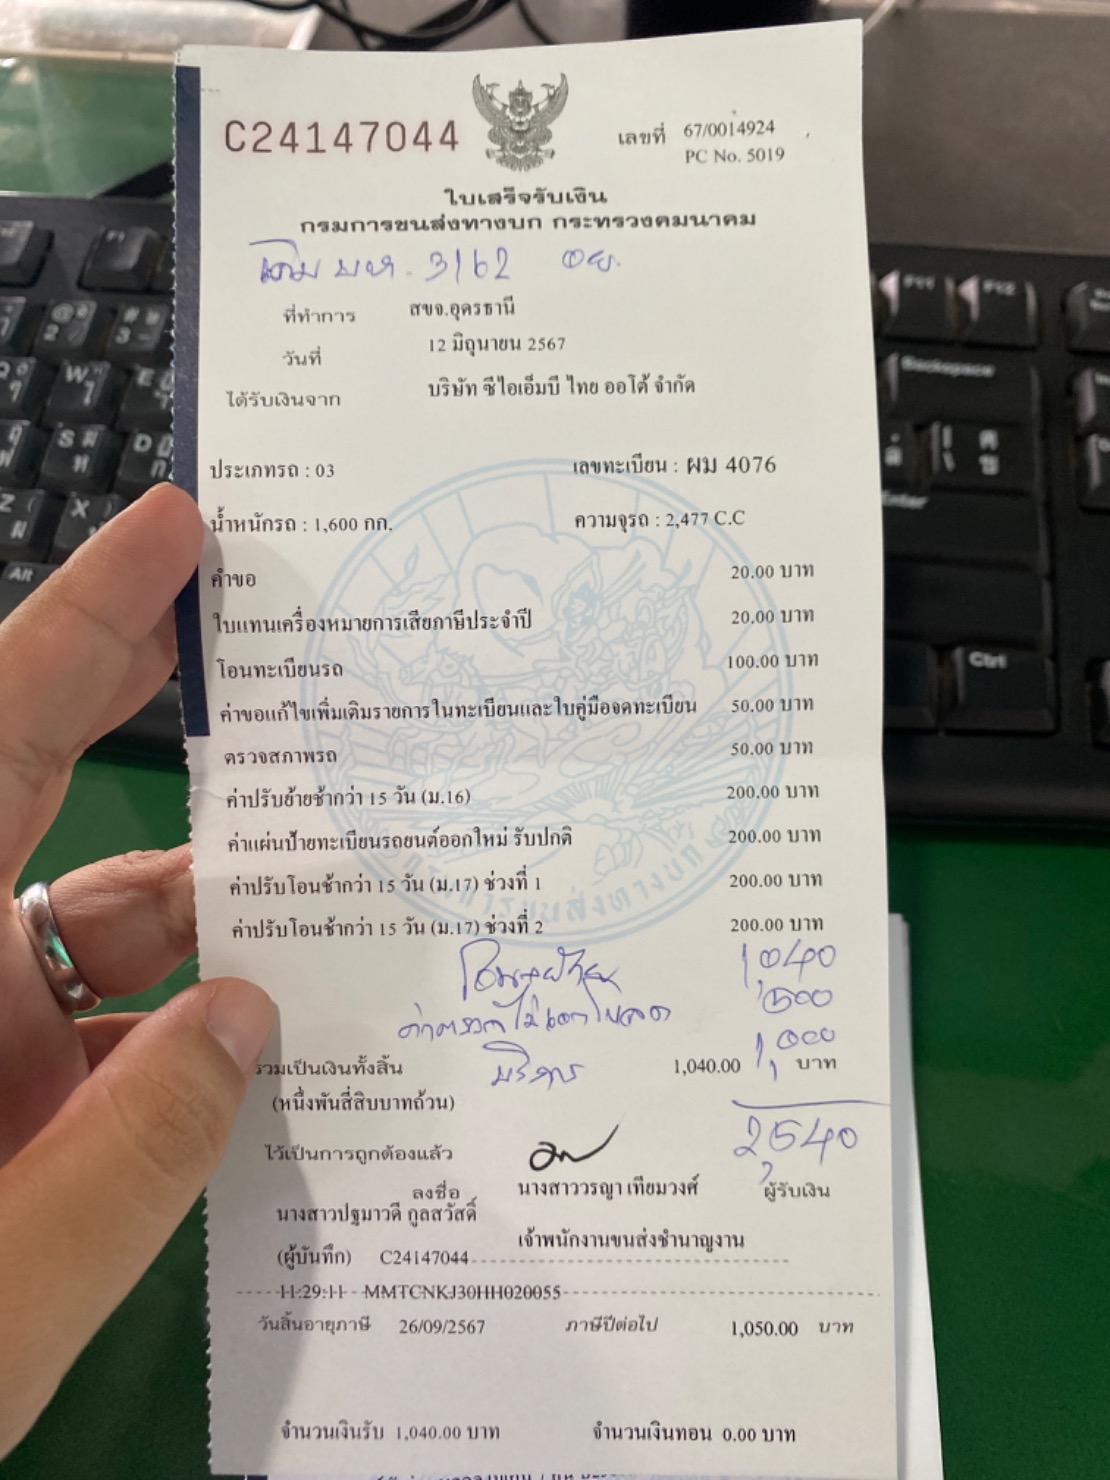 C24147044
เลขที่ 67/0014924
PC No. 5019
ใบเสร็จรับเงิน
กรมการขนส่งทางบก กระทรวงคมนาคม
เดิม บห. 3162 อย.
ที่ทำการ สขจ.อุดรธานี
วันที่ 12 มิถุนายน 2567
ได้รับเงินจาก บริษัท ซีไอเอ็มบี ไทย ออโต้ จำกัด
ประเภทรถ : 03 เลขทะเบียน : ผม 4076
น้ำหนักรถ : 1,600 กก. ความจุรถ : 2,477 C.C
คำขอ 20.00 บาท
ใบแทนเครื่องหมายการเสียภาษีประจำปี 20.00 บาท
โอนทะเบียนรถ 100.00 บาท
ค่าขอแก้ไขเพิ่มเติมรายการในทะเบียนและใบคู่มือจดทะเบียน 50.00 บาท
ตรวจสภาพรถ 50.00 บาท
ค่าปรับย้ายช้ากว่า 15 วัน (ม.16) 200.00 บาท
ค่าแผ่นป้ายทะเบียนรถยนต์ออกใหม่ รับปกติ 200.00 บาท
ค่าปรับโอนช้ากว่า 15 วัน (ม.17) ช่วงที่ 1 200.00 บาท
ค่าปรับโอนช้ากว่า 15 วัน (ม.17) ช่วงที่ 2 200.00 บาท
1,040
500
บริการ 1,000
รวมเป็นเงินทั้งสิ้น 1,040.00 บาท
(หนึ่งพันสี่สิบบาทถ้วน)
2,540
ไว้เป็นการถูกต้องแล้ว
ลงชื่อ นางสาววรญา เทียมวงศ์ ผู้รับเงิน
นางสาวปฐมาวดี กูลสวัสดิ์
เจ้าพนักงานขนส่งชำนาญงาน
(ผู้บันทึก) C24147044
11:29:11 MMTCNKJ30HH020055
วันสิ้นอายุภาษี 26/09/2567 ภาษีปีต่อไป 1,050.00 บาท
จำนวนเงินรับ 1,040.00 บาท จำนวนเงินทอน 0.00 บาท